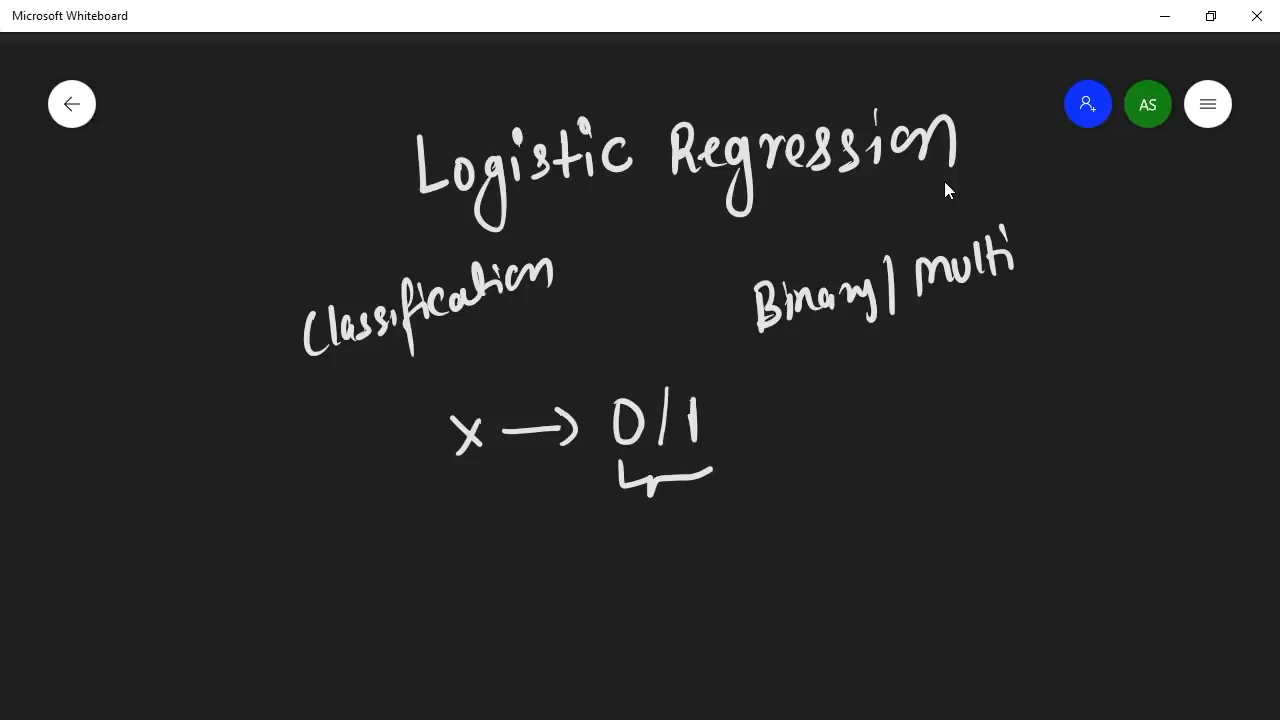 Microsoft Whiteboard
AS
Logistic Regression
Classification
Binary/multi
x → 0/1